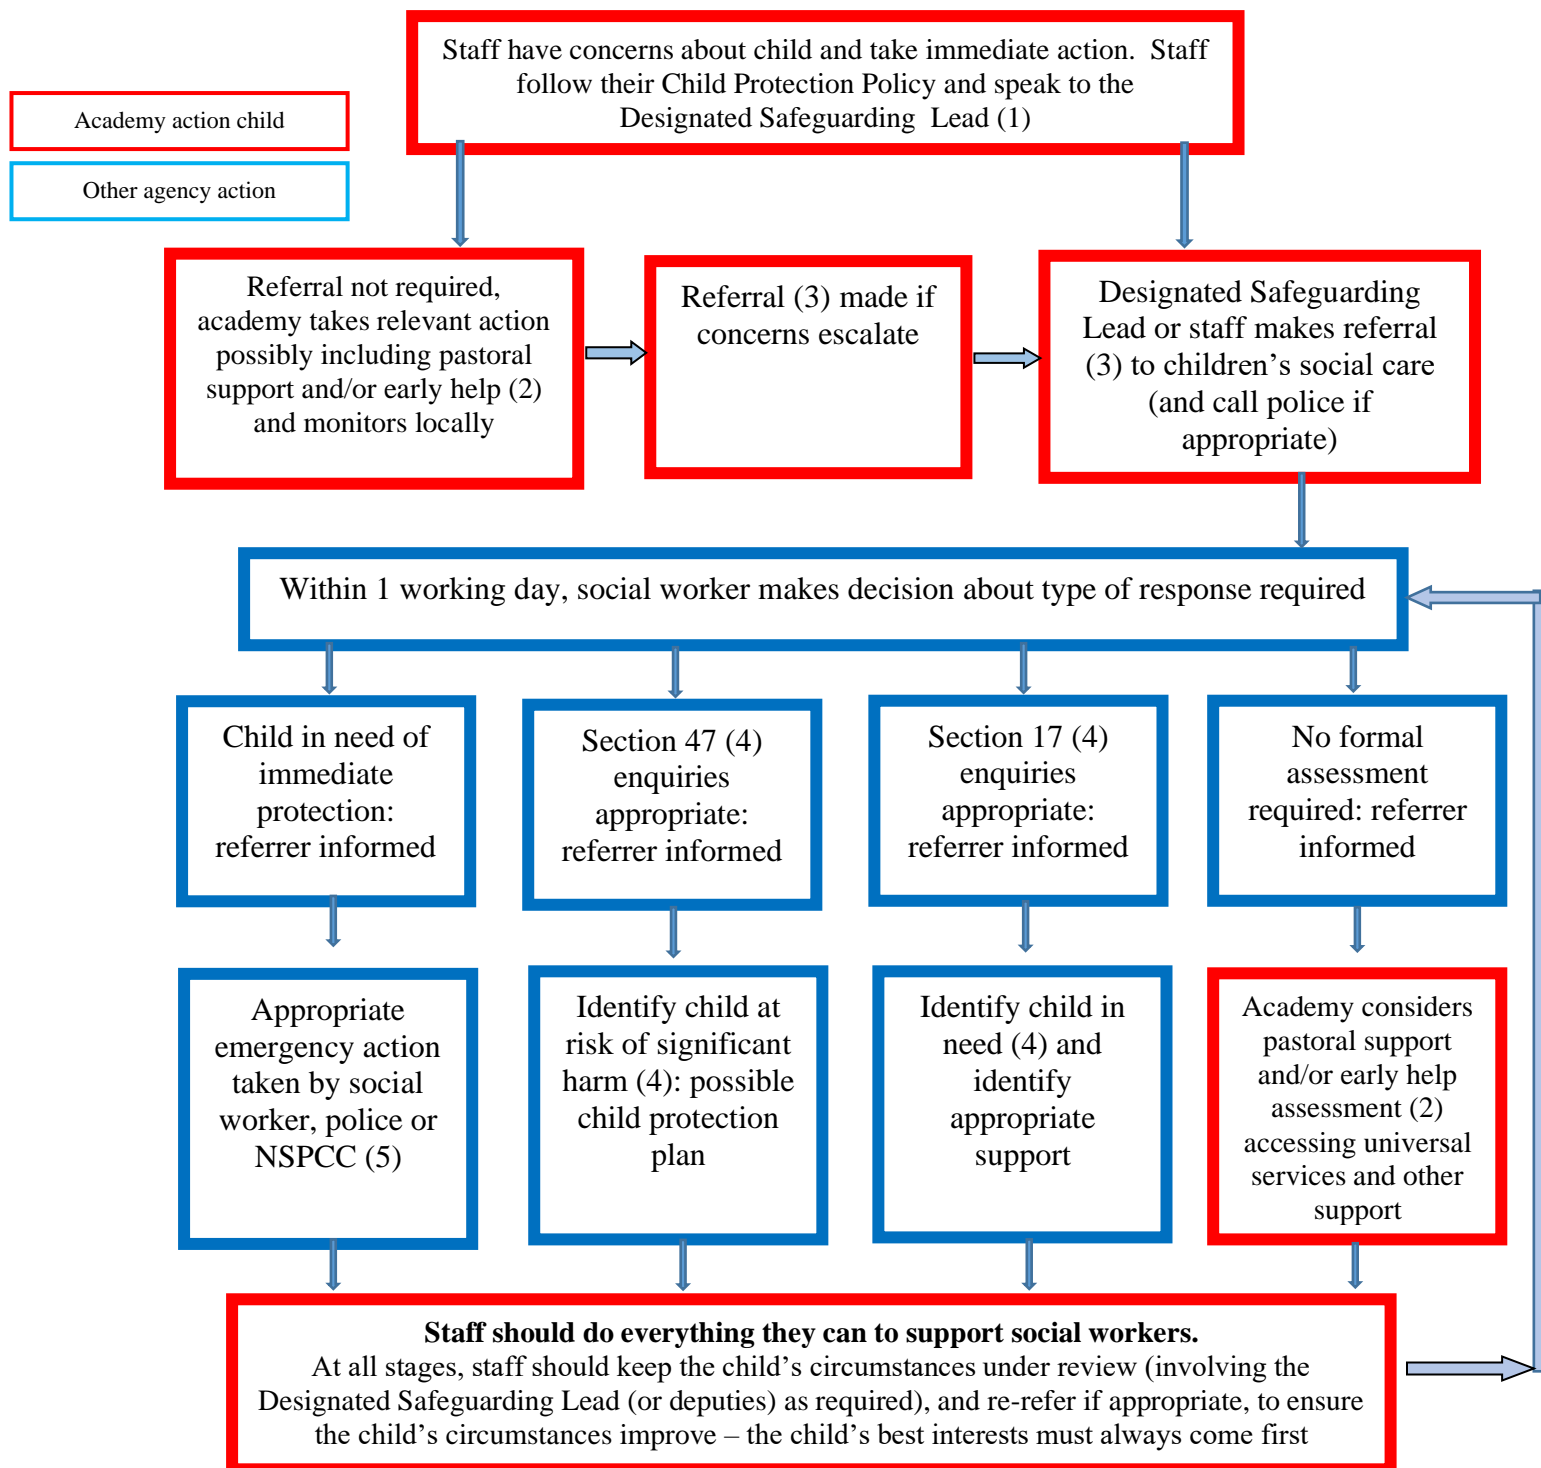 Staff have concerns about child and take immediate action.  Staff
follow their Child Protection Policy and speak to the
Designated Safeguarding  Lead (1)
Academy action child
Other agency action
Referral not required,
academy takes relevant action
possibly including pastoral
support and/or early help (2)
and monitors locally
Referral (3) made if
concerns escalate
Designated Safeguarding
Lead or staff makes referral
(3) to children’s social care
(and call police if
appropriate)
Within 1 working day, social worker makes decision about type of response required
Child in need of
immediate
protection:
referrer informed
Section 47 (4)
enquiries
appropriate:
referrer informed
Section 17 (4)
enquiries
appropriate:
referrer informed
No formal
assessment
required: referrer
informed
Appropriate
emergency action
taken by social
worker, police or
NSPCC (5)
Identify child at
risk of significant
harm (4): possible
child protection
plan
Identify child in
need (4) and
identify
appropriate
support
Academy considers
pastoral support
and/or early help
assessment (2)
accessing universal
services and other
support
Staff should do everything they can to support social workers.
At all stages, staff should keep the child’s circumstances under review (involving the
Designated Safeguarding Lead (or deputies) as required), and re-refer if appropriate, to ensure
the child’s circumstances improve – the child’s best interests must always come first